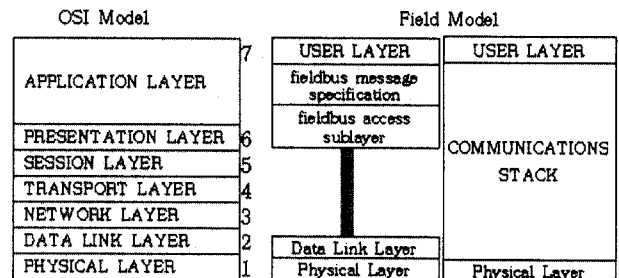 OSI Model
Field Model
APPLICATION LAYER
7
PRESENTATION LAYER
6
SESSION LAYER
5
TRANSPORT LAYER
4
NETWORK LAYER
3
DATA LINK LAYER
2
PHYSICAL LAYER
1
USER LAYER
fieldbus message
specification
fieldbus access
sublayer
Data Link Layer
Physical Layer
USER LAYER
COMMUNICATIONS
STACK
Physical Layer